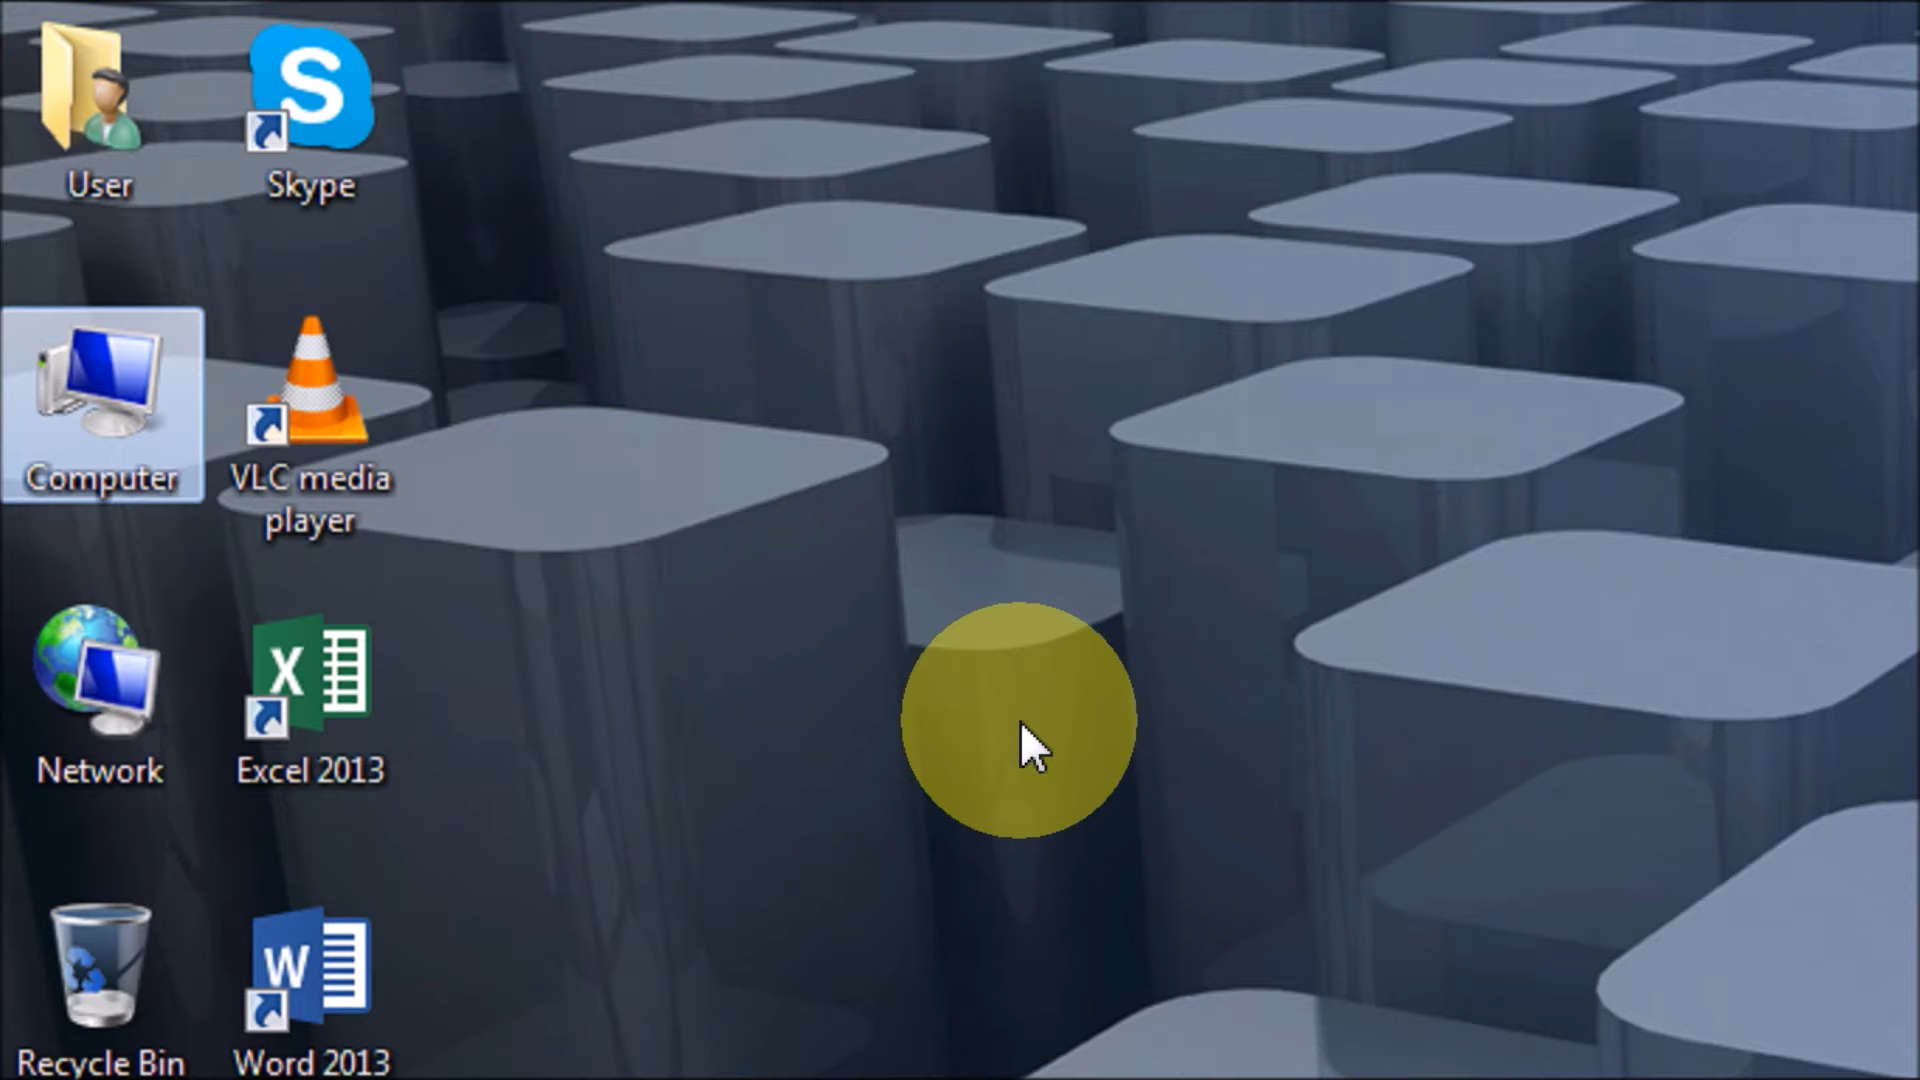 User
Skype
Computer
VLC media
player
Network
Excel 2013
Recycle Bin
Word 2013